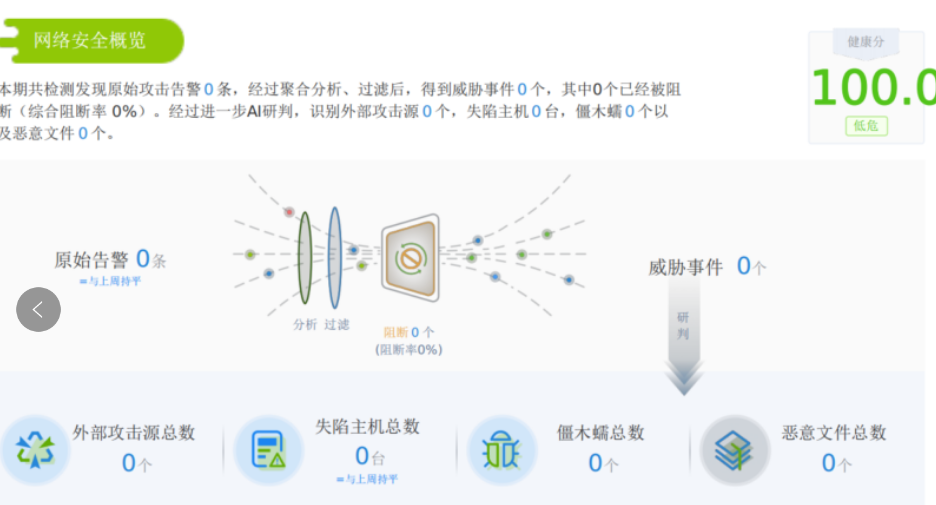 网络安全概览
健康分
100.0
低危
本期共检测发现原始攻击告警0条，经过聚合分析、过滤后，得到威胁事件0个，其中0个已经被阻
断（综合阻断率 0%）。经过进一步AI研判，识别外部攻击源0个，失陷主机0台，僵木蠕0个以
及恶意文件0个。
原始告警 0条
=与上周持平
分析 过滤
阻断 0 个
(阻断率0%)
威胁事件 0个
研
判
外部攻击源总数
0个
失陷主机总数
0台
=与上周持平
僵木蠕总数
0个
恶意文件总数
0个